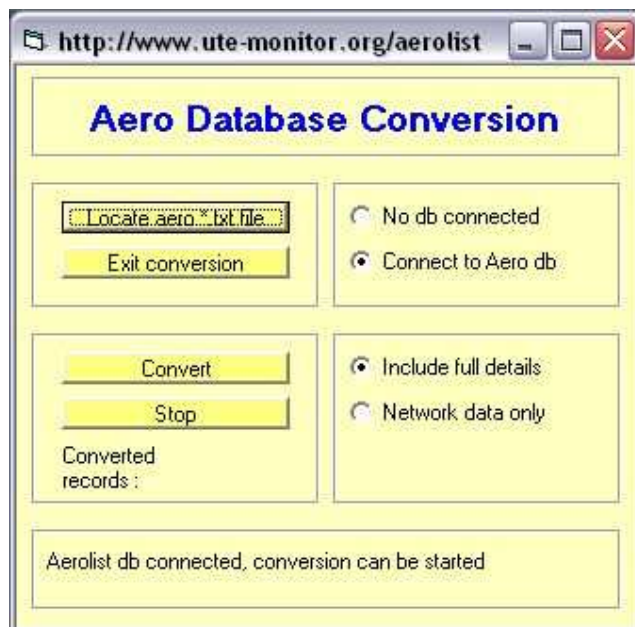 http://www.ute-monitor.org/aerolist
Aero Database Conversion
Locate aero *.txt file
Exit conversion
No db connected
Connect to Aero db
Convert
Stop
Converted
records :
Include full details
Network data only
Aerolist db connected, conversion can be started